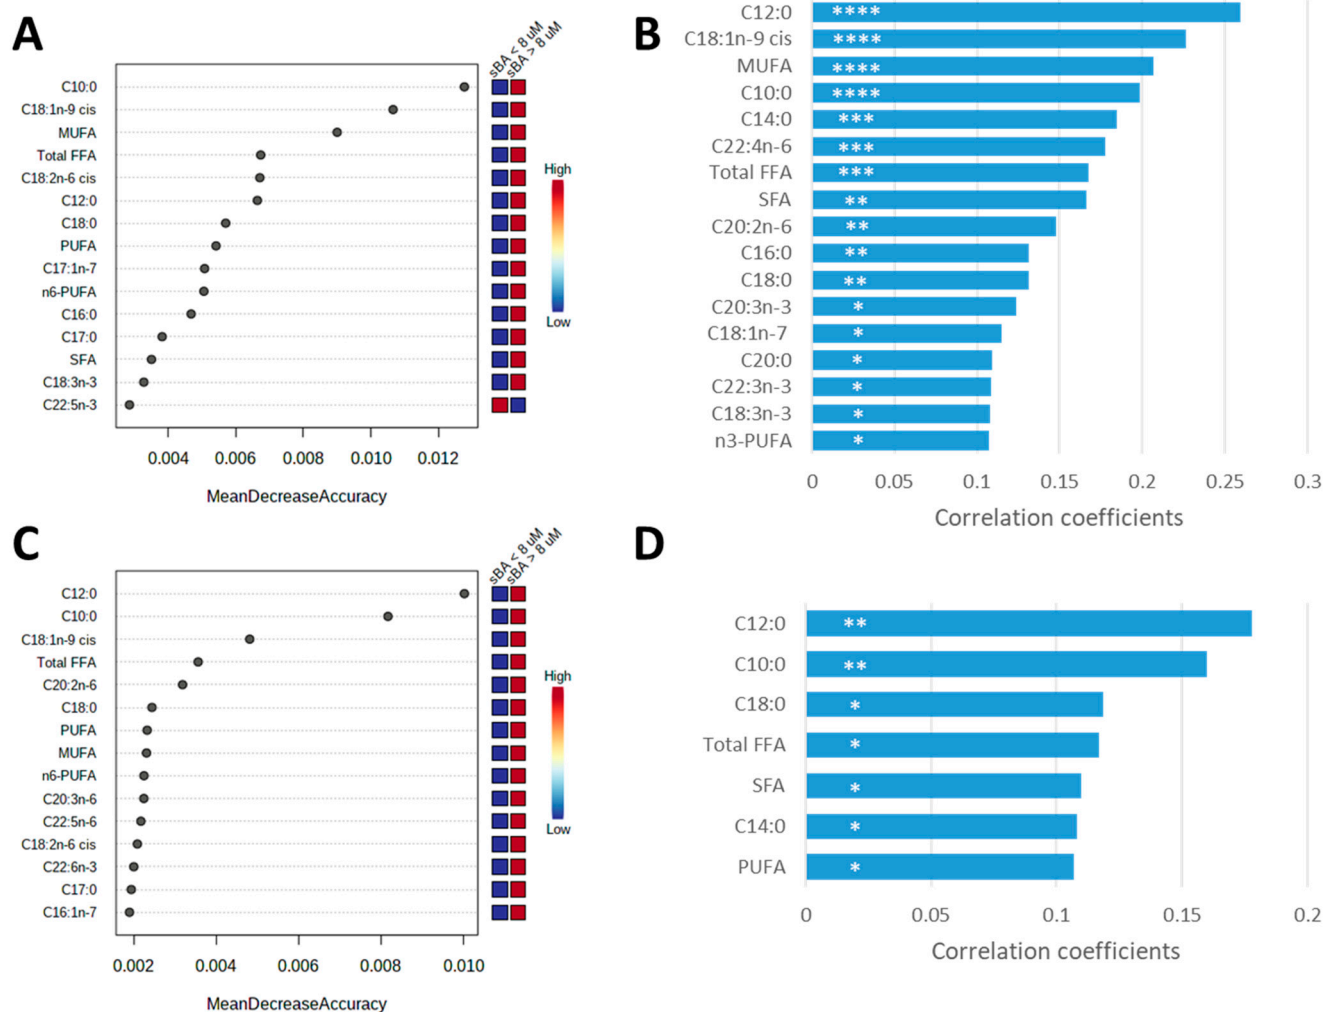 A
sBA < 8 uM
sBA > 8 uM
C10:0
C18:1n-9 cis
MUFA
Total FFA
C18:2n-6 cis
C12:0
C18:0
PUFA
C17:1n-7
n6-PUFA
C16:0
C17:0
SFA
C18:3n-3
C22:5n-3
0.004 0.006 0.008 0.010 0.012
MeanDecreaseAccuracy
High
Low
B
C12:0 ****
C18:1n-9 cis ****
MUFA ****
C10:0 ****
C14:0 ***
C22:4n-6 ***
Total FFA ***
SFA **
C20:2n-6 **
C16:0 **
C18:0 **
C20:3n-3 *
C18:1n-7 *
C20:0 *
C22:3n-3 *
C18:3n-3 *
n3-PUFA *
0 0.05 0.1 0.15 0.2 0.25 0.3
Correlation coefficients
C
sBA < 8 uM
sBA > 8 uM
C12:0
C10:0
C18:1n-9 cis
Total FFA
C20:2n-6
C18:0
PUFA
MUFA
n6-PUFA
C20:3n-6
C22:5n-6
C18:2n-6 cis
C22:6n-3
C17:0
C16:1n-7
0.002 0.004 0.006 0.008 0.010
MeanDecreaseAccuracy
High
Low
D
C12:0 **
C10:0 **
C18:0 *
Total FFA *
SFA *
C14:0 *
PUFA *
0 0.05 0.1 0.15 0.2
Correlation coefficients